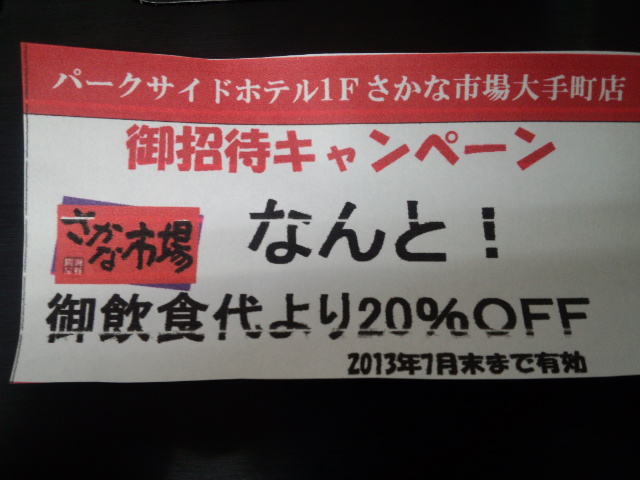 パークサイドホテル1F さかな市場大手町店
御招待キャンペーン
さかな市場
なんと！
御飲食代より20%OFF
2013年7月末まで有効